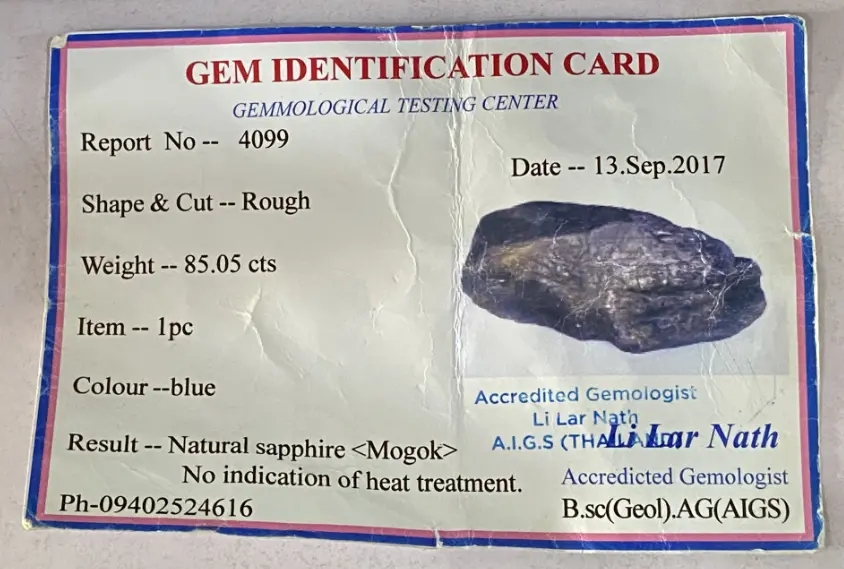 GEM IDENTIFICATION CARD
GEMMOLOGICAL TESTING CENTER
Report No -- 4099
Date -- 13.Sep.2017
Shape & Cut -- Rough
Weight -- 85.05 cts
Item -- 1pc
Colour --blue
Result -- Natural sapphire <Mogok>
No indication of heat treatment.
Ph-09402524616
Accredited Gemologist
Li Lar Nath
A.I.G.S (THAILAND)
Li Lar Nath
Accredicted Gemologist
B.sc(Geol).AG(AIGS)